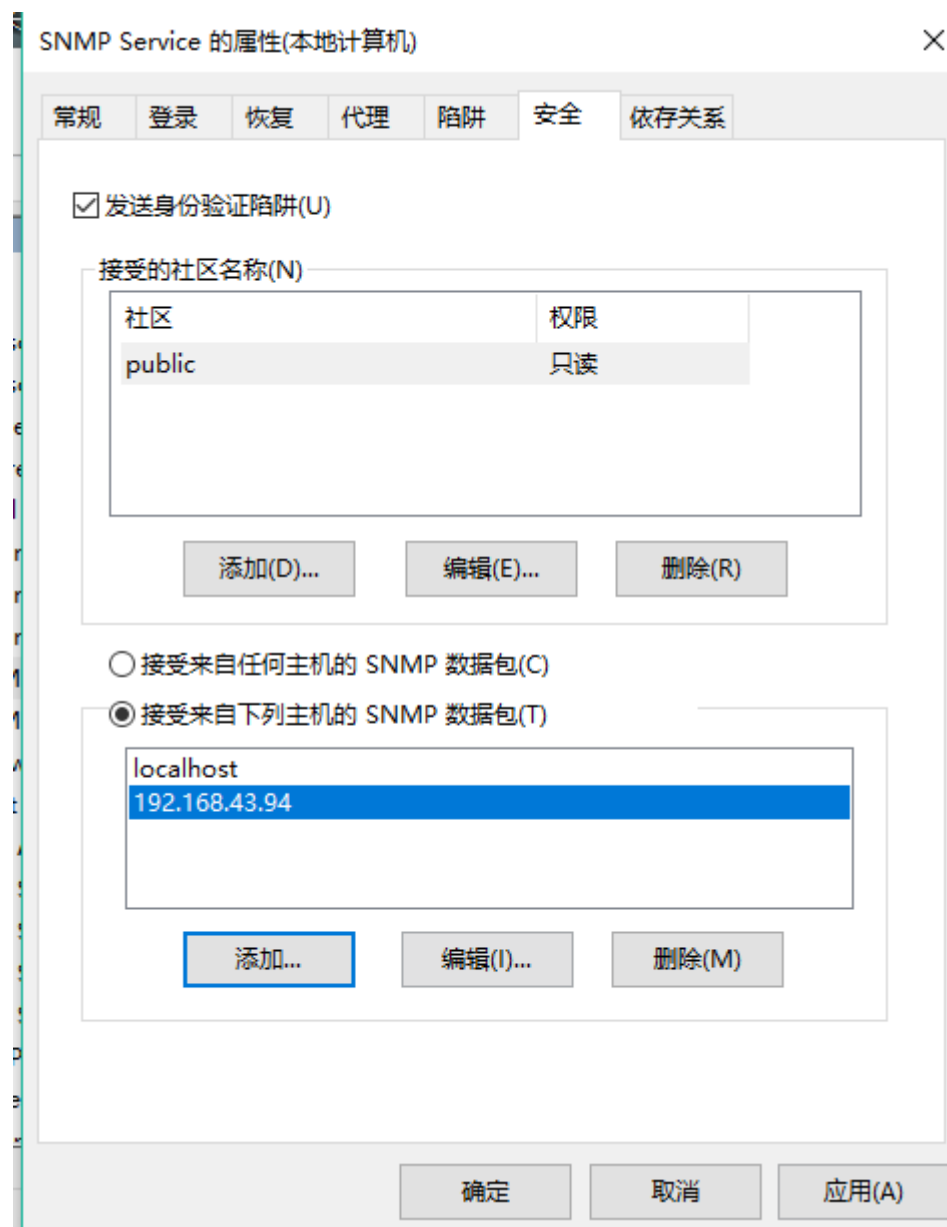 SNMP Service 的属性(本地计算机)
常规 登录 恢复 代理 陷阱 安全 依存关系
发送身份验证陷阱(U)
接受的社区名称(N)
社区 权限
public 只读
添加(D)... 编辑(E)... 删除(R)
接受来自任何主机的 SNMP 数据包(C)
接受来自下列主机的 SNMP 数据包(T)
localhost
192.168.43.94
添加... 编辑(I)... 删除(M)
确定 取消 应用(A)